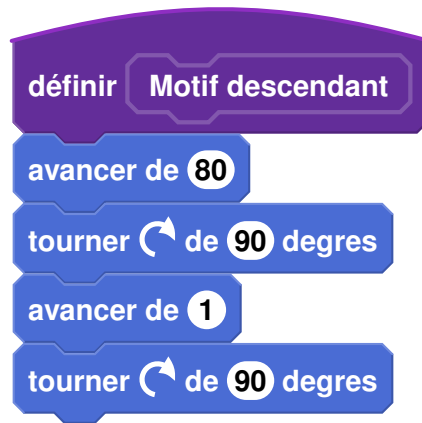 définir Motif descendant
avancer de 80
tourner de 90 degres
avancer de 1
tourner de 90 degres